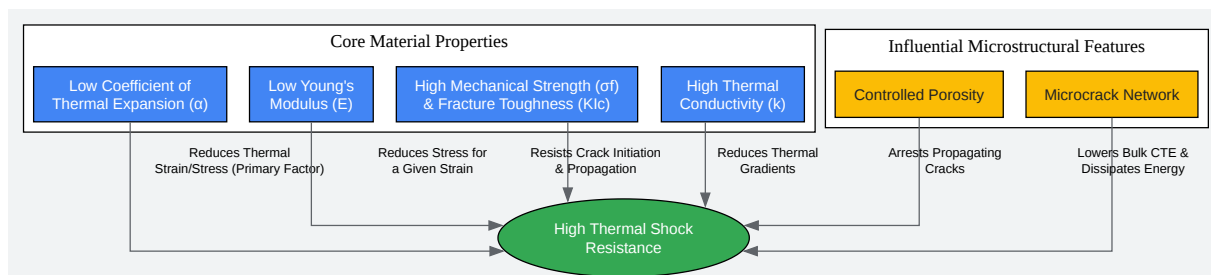 Core Material Properties
Low Coefficient of
Thermal Expansion (α)
Low Young's
Modulus (E)
High Mechanical Strength (σf)
& Fracture Toughness (KIc)
High Thermal
Conductivity (k)
Influential Microstructural Features
Controlled Porosity
Microcrack Network
Reduces Thermal
Strain/Stress (Primary Factor)
Reduces Stress for
a Given Strain
Resists Crack Initiation
& Propagation
Reduces Thermal
Gradients
Arrests Propagating
Cracks
Lowers Bulk CTE &
Dissipates Energy
High Thermal Shock
Resistance